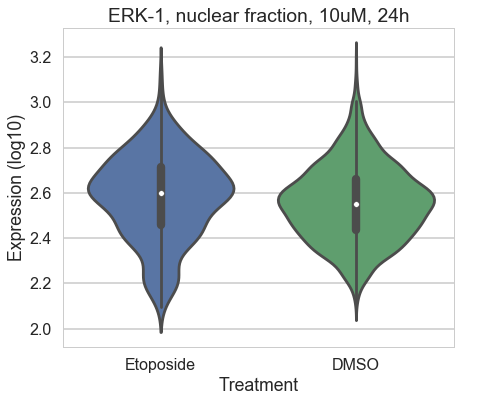 ERK-1, nuclear fraction, 10uM, 24h
Expression (log10)
3.2
3.0
2.8
2.6
2.4
2.2
2.0
Etoposide DMSO
Treatment